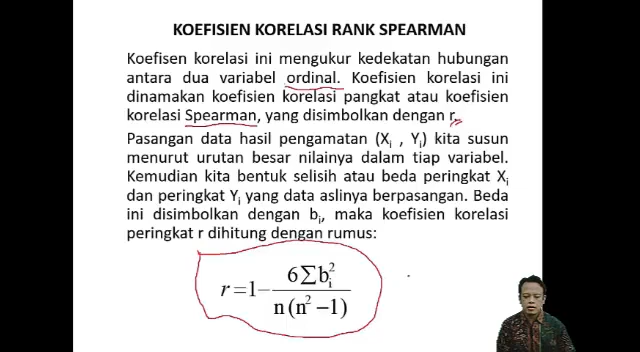 KOEFISIEN KORELASI RANK SPEARMAN
Koefisen korelasi ini mengukur kedekatan hubungan
antara dua variabel ordinal. Koefisien korelasi ini
dinamakan koefisien korelasi pangkat atau koefisien
korelasi Spearman, yang disimbolkan dengan r.
Pasangan data hasil pengamatan (Xᵢ , Yᵢ) kita susun
menurut urutan besar nilainya dalam tiap variabel.
Kemudian kita bentuk selisih atau beda peringkat Xᵢ
dan peringkat Yᵢ yang data aslinya berpasangan. Beda
ini disimbolkan dengan bᵢ, maka koefisien korelasi
peringkat r dihitung dengan rumus:
r = 1 − 6∑bᵢ² / n(n² − 1)